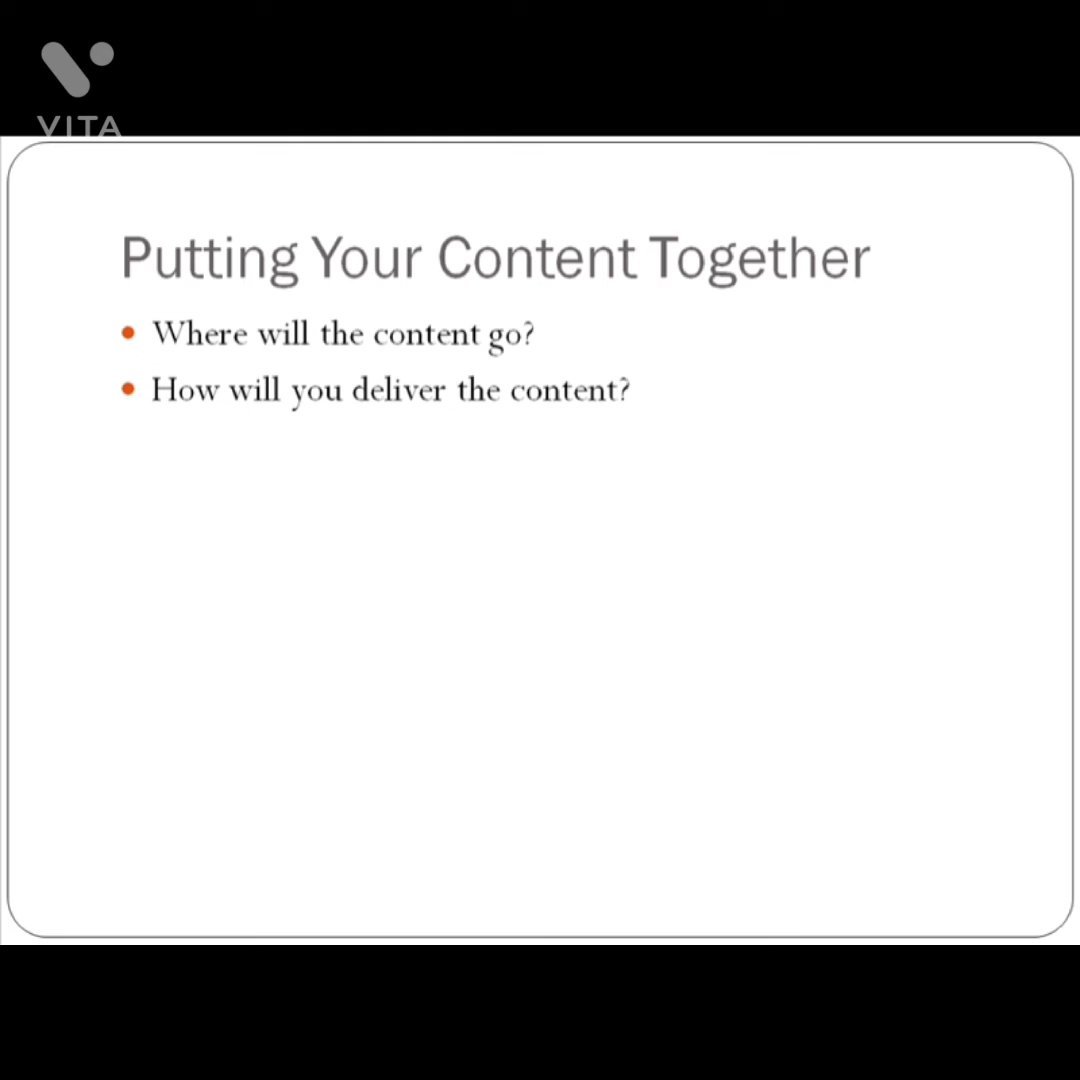 VITA
Putting Your Content Together
Where will the content go?
How will you deliver the content?